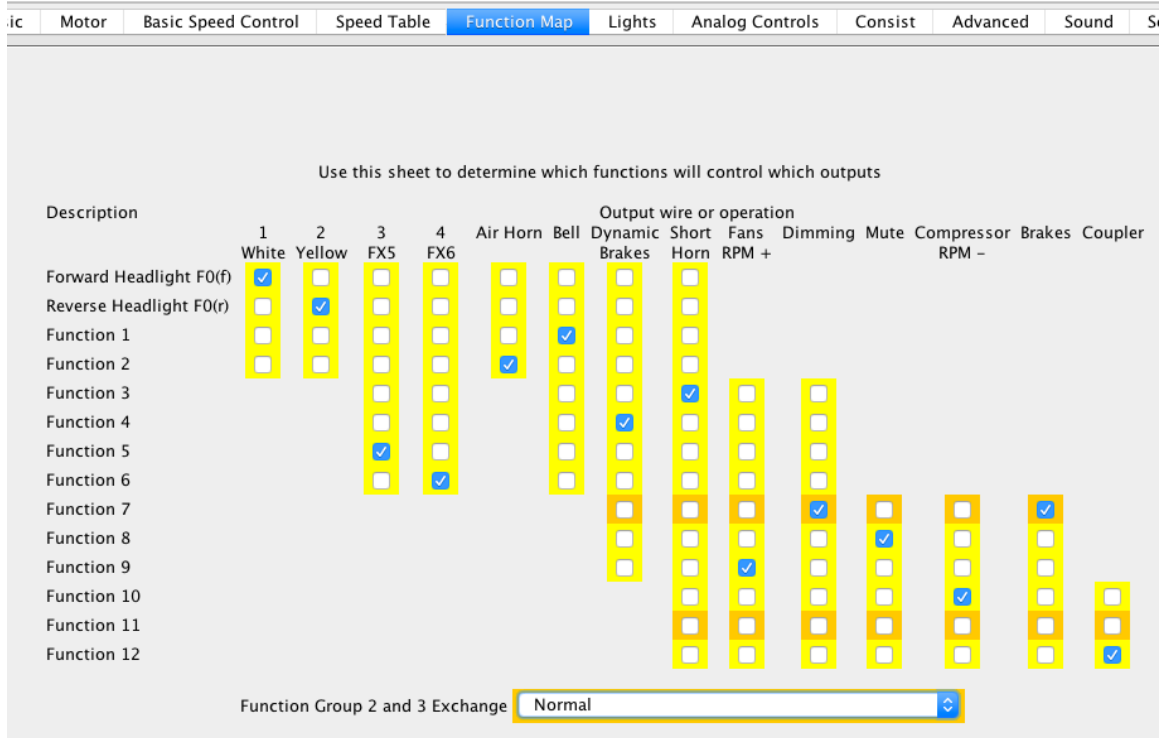 ic Motor Basic Speed Control Speed Table Function Map Lights Analog Controls Consist Advanced Sound
Use this sheet to determine which functions will control which outputs
Description Output wire or operation
1 2 3 4 Air Horn Bell Dynamic Short Fans Dimming Mute Compressor Brakes Coupler
White Yellow FX5 FX6 Brakes Horn RPM + RPM -
Forward Headlight F0(f)
Reverse Headlight F0(r)
Function 1
Function 2
Function 3
Function 4
Function 5
Function 6
Function 7
Function 8
Function 9
Function 10
Function 11
Function 12
Function Group 2 and 3 Exchange Normal